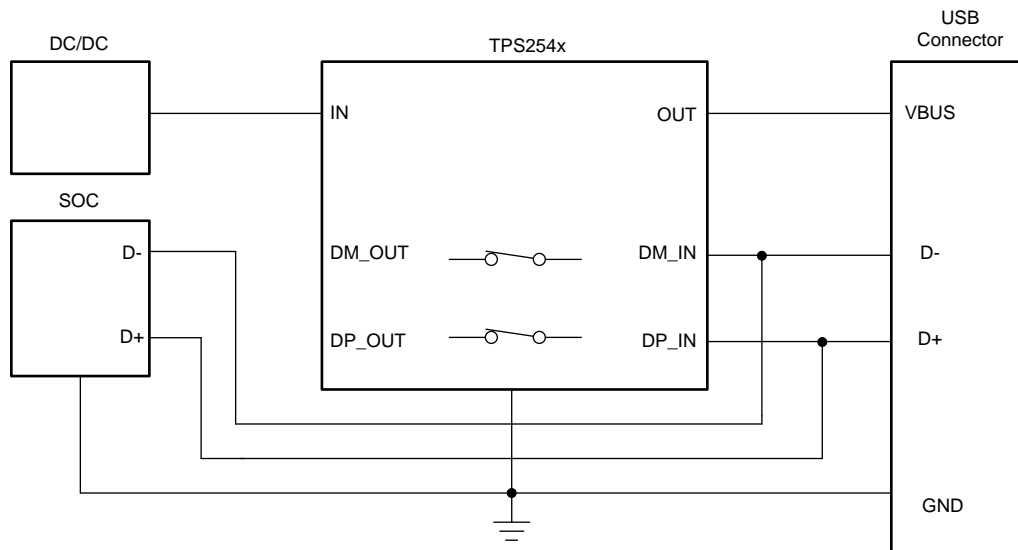 USB
Connector
DC/DC
TPS254x
IN
OUT
VBUS
SOC
D-
DM_OUT
DM_IN
D-
D+
DP_OUT
DP_IN
D+
GND